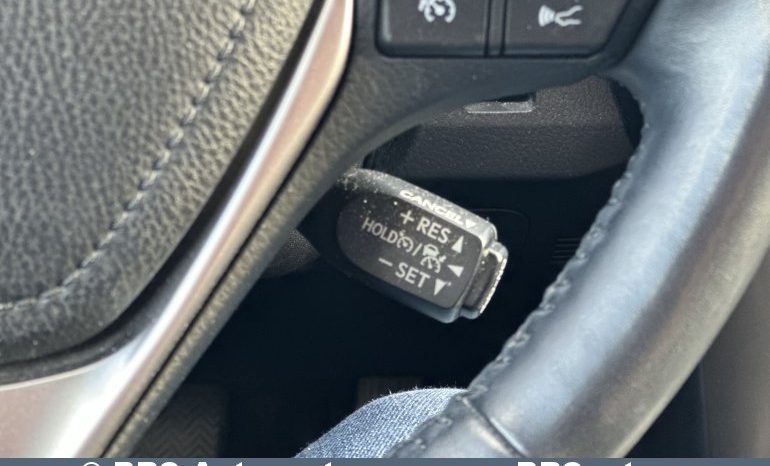 CANCEL
+ RES
HOLD /
− SET